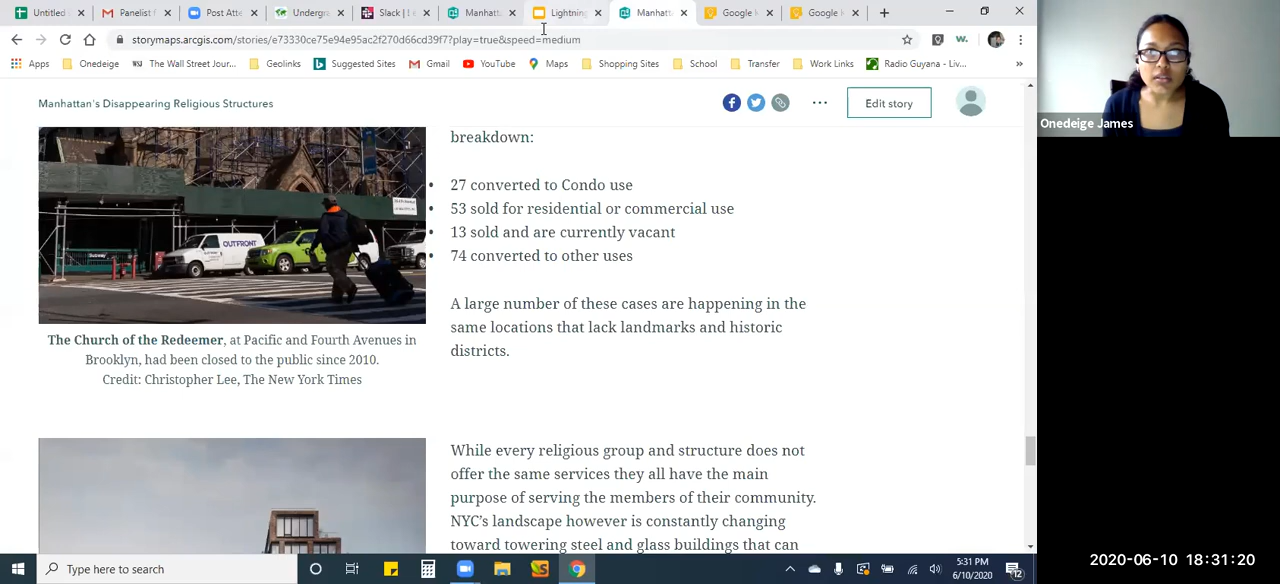 Untitled
Panelist f
Post Atte
Undergra
Slack | Le
Manhatt
Lightning
Manhatt
Google M
Google M
storymaps.arcgis.com/stories/e73330ce75e94e95ac2f270d66cd39f7?play=true&speed=medium
Apps Onedeige The Wall Street Jour... Geolinks Suggested Sites Gmail YouTube Maps Shopping Sites School Transfer Work Links Radio Guyana - Liv... »
Manhattan's Disappearing Religious Structures
Edit story
breakdown:
• 27 converted to Condo use
• 53 sold for residential or commercial use
• 13 sold and are currently vacant
• 74 converted to other uses
A large number of these cases are happening in the
same locations that lack landmarks and historic
districts.
OUTFRONT
The Church of the Redeemer, at Pacific and Fourth Avenues in
Brooklyn, had been closed to the public since 2010.
Credit: Christopher Lee, The New York Times
While every religious group and structure does not
offer the same services they all have the main
purpose of serving the members of their community.
NYC's landscape however is constantly changing
toward towering steel and glass buildings that can
Type here to search
5:31 PM
6/10/2020
12
Onedeige James
2020-06-10 18:31:20